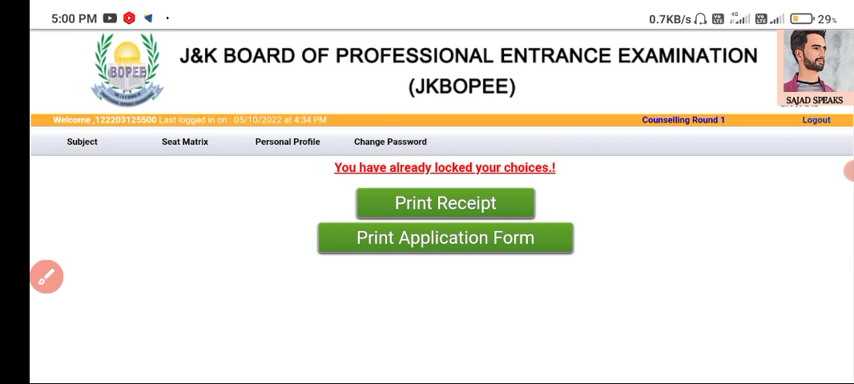 5:00 PM
0.7KB/s 4G 29%
J&K BOARD OF PROFESSIONAL ENTRANCE EXAMINATION
(JKBOPEE)
BOPEE
SAJAD SPEAKS
Welcome ,122203125500 Last logged in on : 05/10/2022 at 4:34 PM Counselling Round 1 Logout
Subject Seat Matrix Personal Profile Change Password
You have already locked your choices.!
Print Receipt
Print Application Form